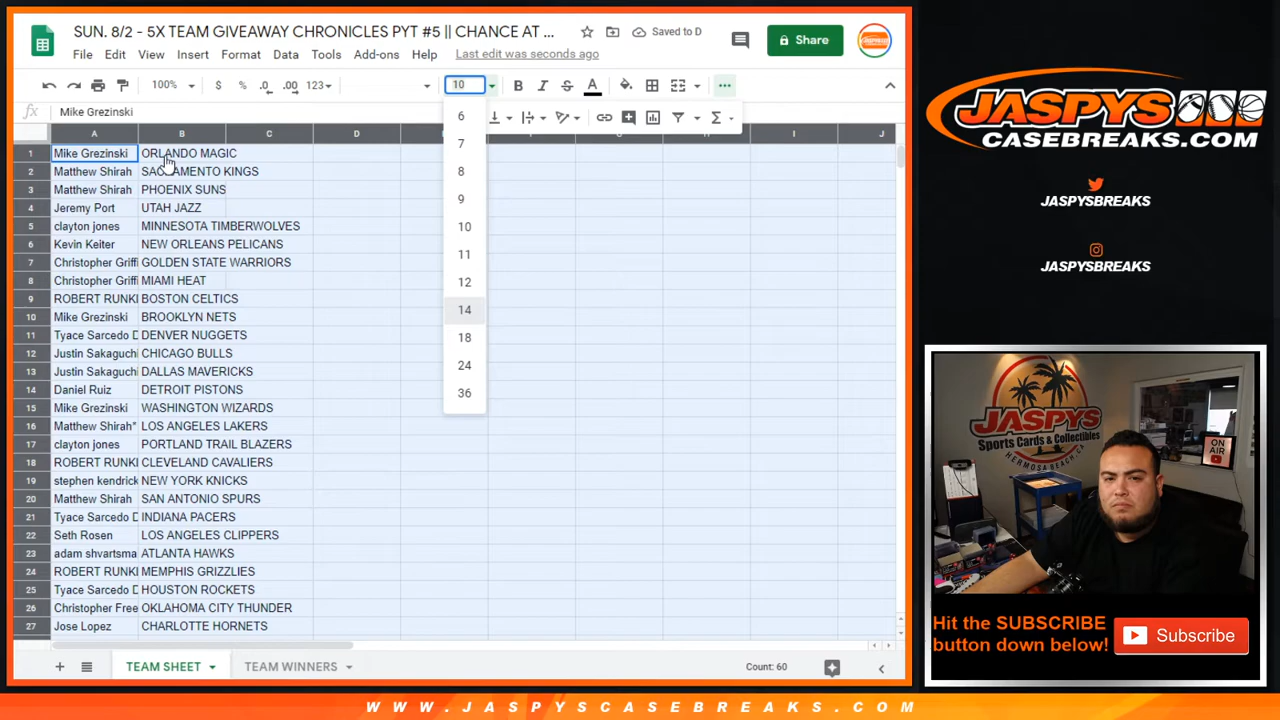 SUN. 8/2 - 5X TEAM GIVEAWAY CHRONICLES PYT #5 || CHANCE AT ...
Saved to D
Share
File Edit View Insert Format Data Tools Add-ons Help Last edit was seconds ago
100% $ % .0 .00 123 10 B I S A
fx Mike Grezinski
A B C D I J
1 Mike Grezinski ORLANDO MAGIC
2 Matthew Shirah SACRAMENTO KINGS
3 Matthew Shirah PHOENIX SUNS
4 Jeremy Port UTAH JAZZ
5 clayton jones MINNESOTA TIMBERWOLVES
6 Kevin Keiter NEW ORLEANS PELICANS
7 Christopher Griffi GOLDEN STATE WARRIORS
8 Christopher Griffi MIAMI HEAT
9 ROBERT RUNKI BOSTON CELTICS
10 Mike Grezinski BROOKLYN NETS
11 Tyace Sarcedo D DENVER NUGGETS
12 Justin Sakaguchi CHICAGO BULLS
13 Justin Sakaguchi DALLAS MAVERICKS
14 Daniel Ruiz DETROIT PISTONS
15 Mike Grezinski WASHINGTON WIZARDS
16 Matthew Shirah* LOS ANGELES LAKERS
17 clayton jones PORTLAND TRAIL BLAZERS
18 ROBERT RUNKI CLEVELAND CAVALIERS
19 stephen kendrick NEW YORK KNICKS
20 Matthew Shirah SAN ANTONIO SPURS
21 Tyace Sarcedo D INDIANA PACERS
22 Seth Rosen LOS ANGELES CLIPPERS
23 adam shvartsma ATLANTA HAWKS
24 ROBERT RUNKI MEMPHIS GRIZZLIES
25 Tyace Sarcedo D HOUSTON ROCKETS
26 Christopher Free OKLAHOMA CITY THUNDER
27 Jose Lopez CHARLOTTE HORNETS
6
7
8
9
10
11
12
14
18
24
36
TEAM SHEET TEAM WINNERS Count: 60
JASPYS
CASEBREAKS.COM
JASPYSBREAKS
JASPYSBREAKS
JASPYS
Sports Cards & Collectibles
HERMOSA BEACH, CA
ON AIR
Hit the SUBSCRIBE
button down below!
Subscribe
WWW.JASPYSCASEBREAKS.COM